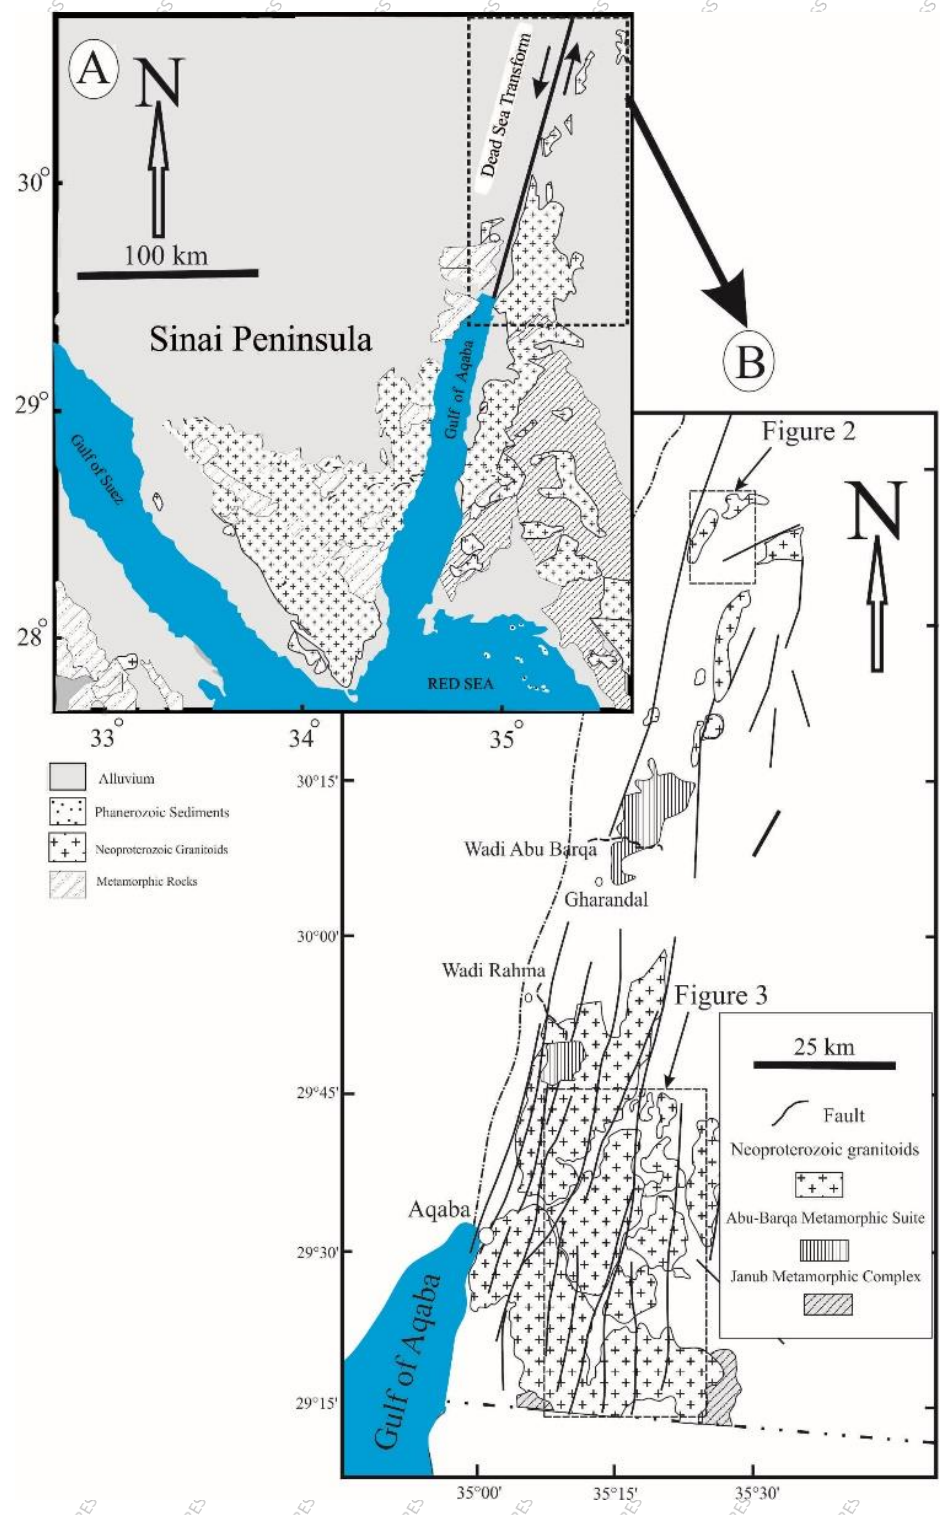 A
N
100 km
Dead Sea Transform
30°
Sinai Peninsula
Gulf of Aqaba
29°
Gulf of Suez
28°
RED SEA
33°
34°
35°
Alluvium
Phanerozoic Sediments
Neoproterozoic Granitoids
Metamorphic Rocks
B
Figure 2
N
30°15'
Wadi Abu Barqa
Gharandal
30°00'
Wadi Rahma
Figure 3
25 km
29°45'
Fault
Neoproterozoic granitoids
Aqaba
Abu-Barqa Metamorphic Suite
29°30'
Janub Metamorphic Complex
Gulf of Aqaba
29°15'
35°00'
35°15'
35°30'